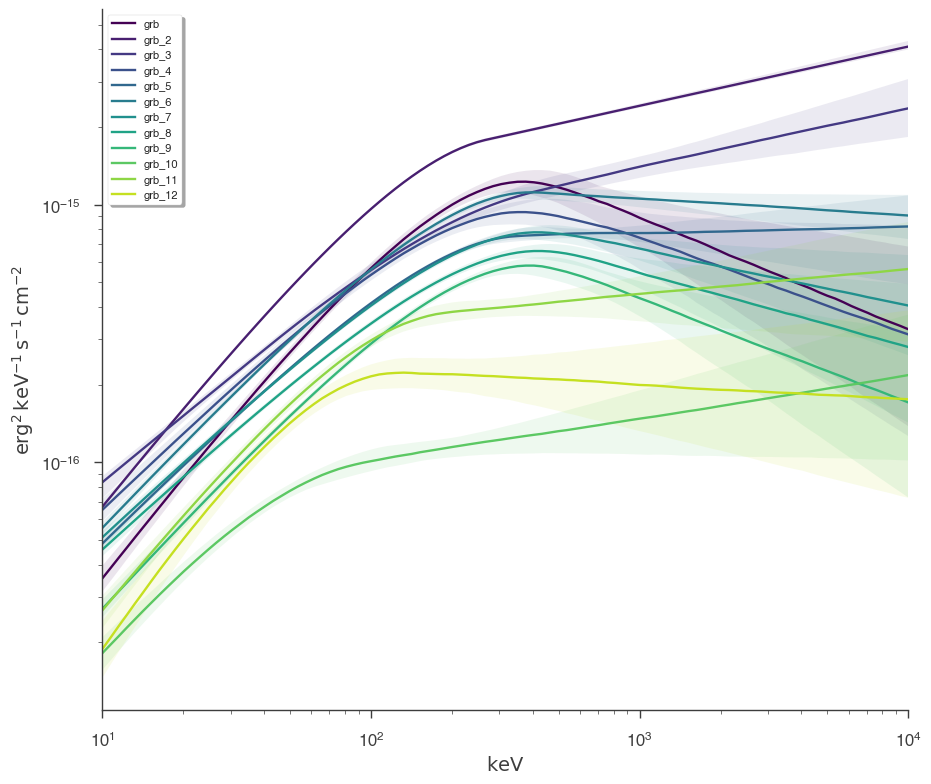 grb
grb_2
grb_3
grb_4
grb_5
grb_6
grb_7
grb_8
grb_9
grb_10
grb_11
grb_12
10⁻¹⁵
10⁻¹⁶
erg² keV⁻¹ s⁻¹ cm⁻²
10¹ 10² 10³ 10⁴
keV